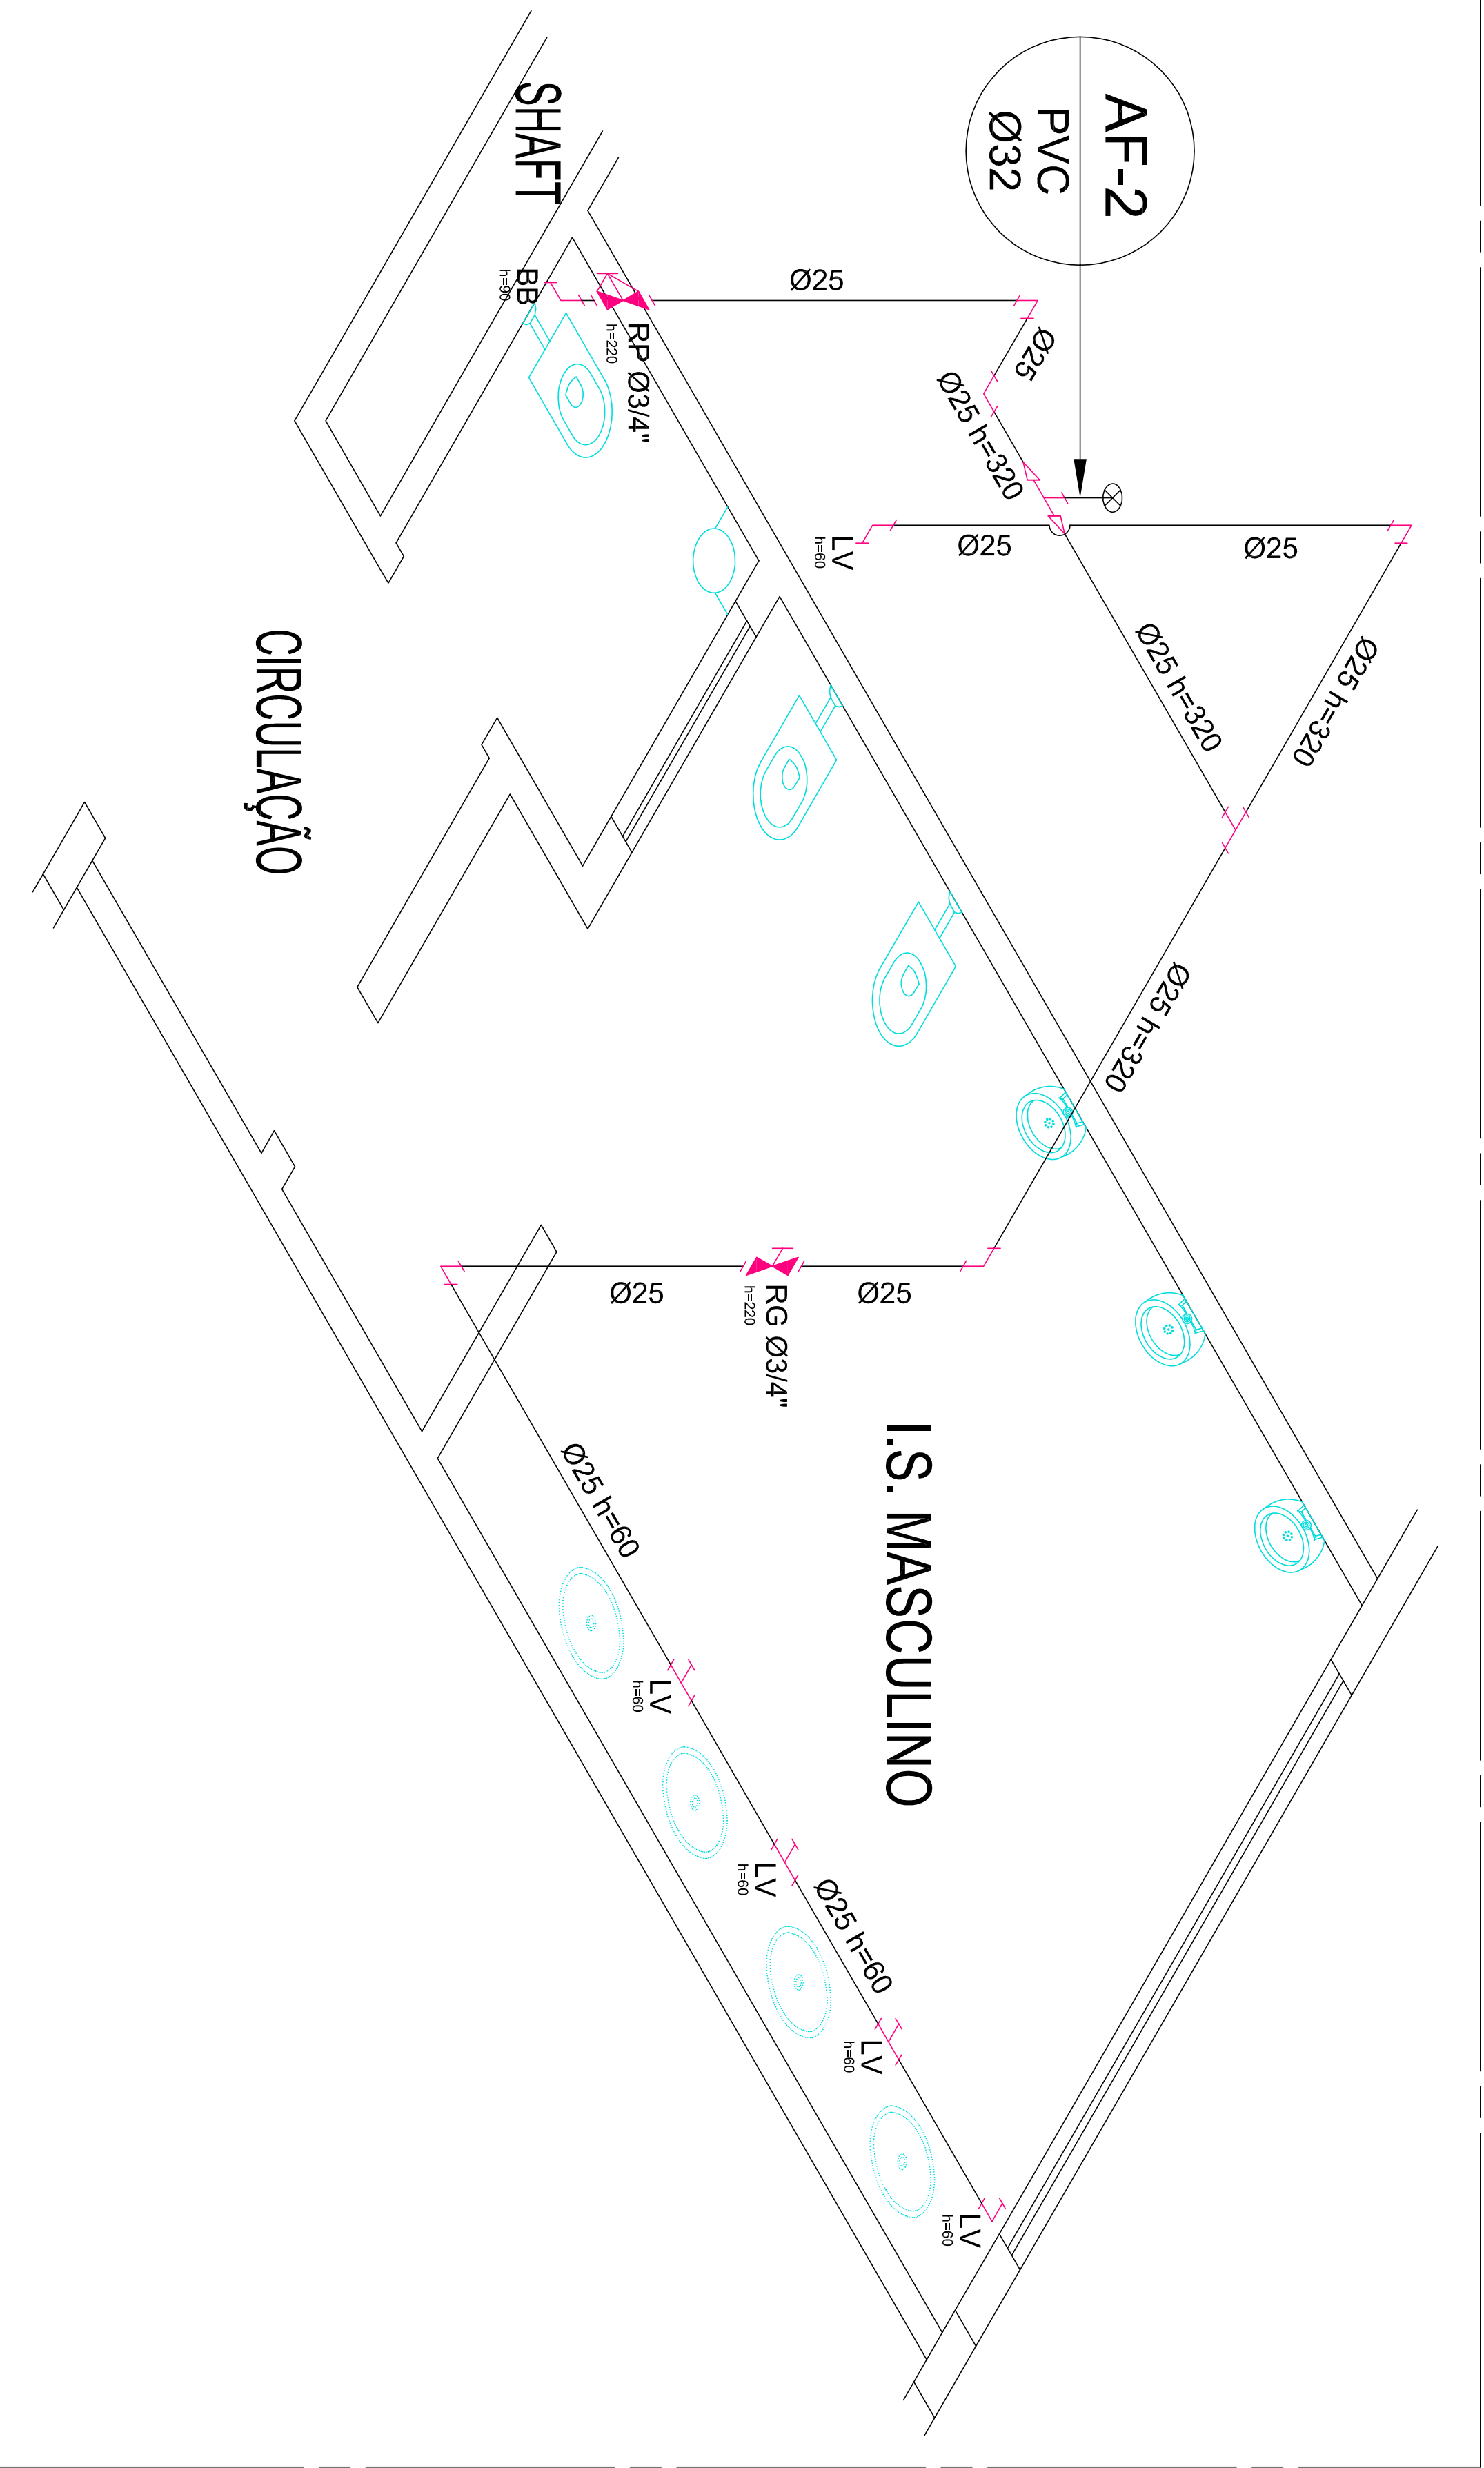 AF-2
PVC
Ø32
SHAFT
BB
h=90
RP Ø3/4"
h=220
Ø25
Ø25
Ø25 h=320
LV
h=60
Ø25
Ø25
Ø25 h=320
Ø25 h=320
Ø25 h=320
CIRCULAÇÃO
Ø25
Ø25
RG Ø3/4"
h=220
I.S. MASCULINO
Ø25 h=60
LV
h=60
LV
h=60
Ø25 h=60
LV
h=60
LV
h=60